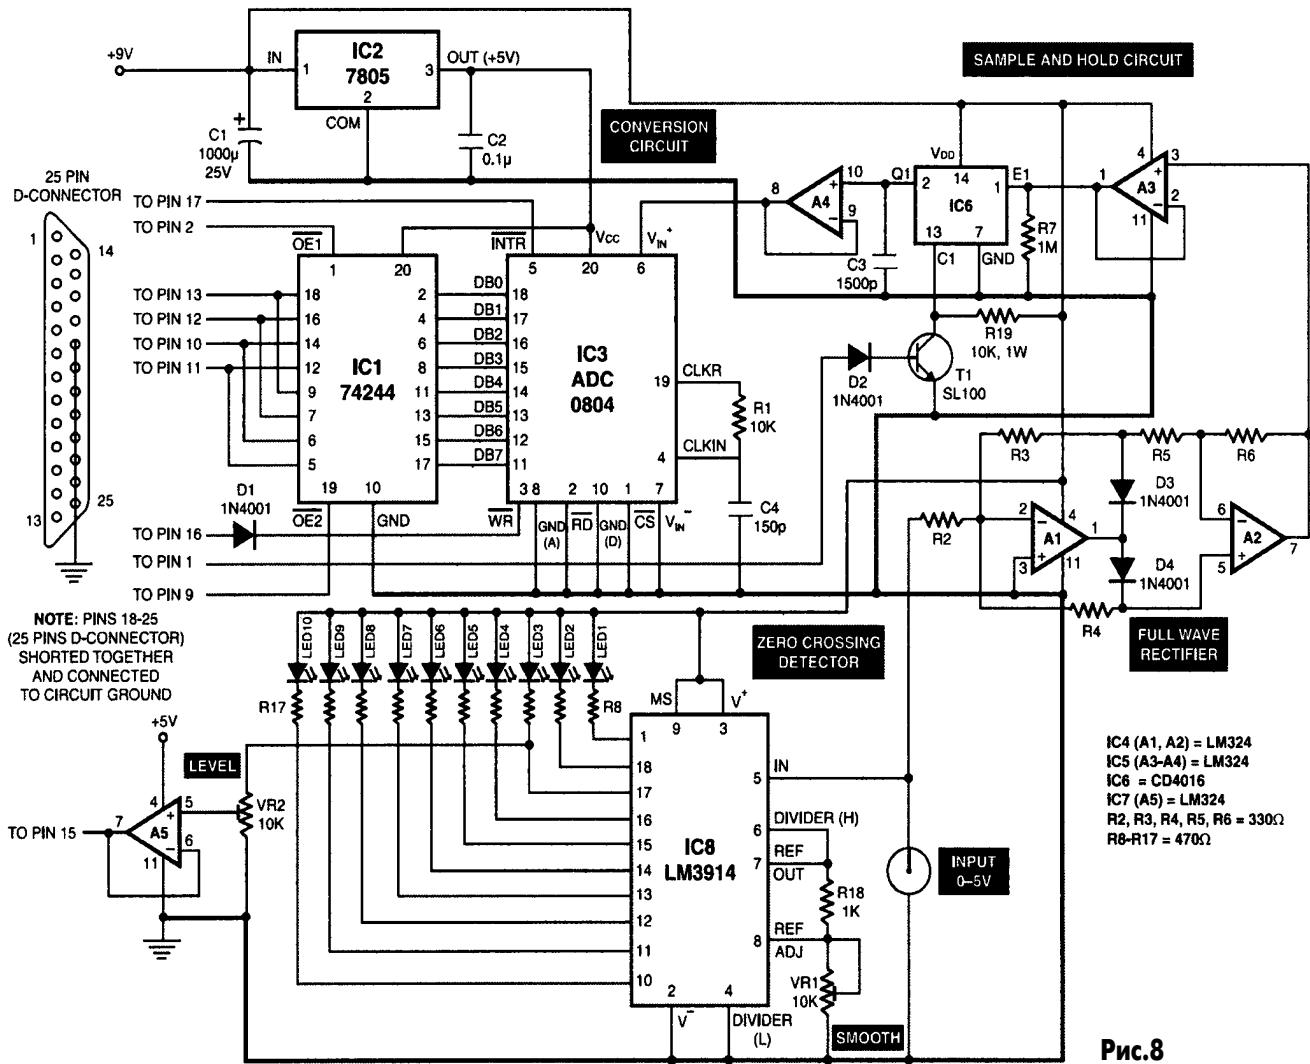 +9V
IN
1
IC2
7805
3
OUT (+5V)
2
COM
C1
1000µ
25V
+
C2
0.1µ
CONVERSION
CIRCUIT
SAMPLE AND HOLD CIRCUIT
25 PIN
D-CONNECTOR
1
14
13
25
TO PIN 17
TO PIN 2
TO PIN 13
TO PIN 12
TO PIN 10
TO PIN 11
TO PIN 16
TO PIN 1
TO PIN 9
D1
1N4001
OE1
1
20
18
16
14
12
9
7
6
5
19
10
OE2
GND
IC1
74244
2
4
6
8
11
13
15
17
DB0
DB1
DB2
DB3
DB4
DB5
DB6
DB7
INTR
VCC
VIN+
5
20
6
18
17
16
15
14
13
12
11
IC3
ADC
0804
19
4
CLKR
CLKIN
R1
10K
C4
150p
3
8
2
10
1
7
WR
GND
(A)
RD
GND
(D)
CS
VIN-
8
A4
10
+
9
−
C3
1500p
Q1
2
VDD
14
IC6
1
E1
13
7
C1
GND
R7
1M
1
4
3
+
A3
2
−
11
R19
10K, 1W
D2
1N4001
T1
SL100
R3
R5
R6
R2
2
−
A1
4
1
+
3
11
D3
1N4001
D4
1N4001
R4
6
−
A2
7
+
5
FULL WAVE
RECTIFIER
NOTE: PINS 18-25
(25 PINS D-CONNECTOR)
SHORTED TOGETHER
AND CONNECTED
TO CIRCUIT GROUND
LED10
LED9
LED8
LED7
LED6
LED5
LED4
LED3
LED2
LED1
R17
R8
ZERO CROSSING
DETECTOR
MS
V+
9
3
1
18
17
16
15
14
13
12
11
10
IC8
LM3914
5
IN
6
DIVIDER (H)
7
REF
OUT
8
REF
ADJ
R18
1K
VR1
10K
SMOOTH
2
4
V-
DIVIDER
(L)
INPUT
0–5V
+5V
LEVEL
VR2
10K
TO PIN 15
7
4
5
+
A5
6
−
11
IC4 (A1, A2) = LM324
IC5 (A3-A4) = LM324
IC6 = CD4016
IC7 (A5) = LM324
R2, R3, R4, R5, R6 = 330Ω
R8-R17 = 470Ω
Рис.8